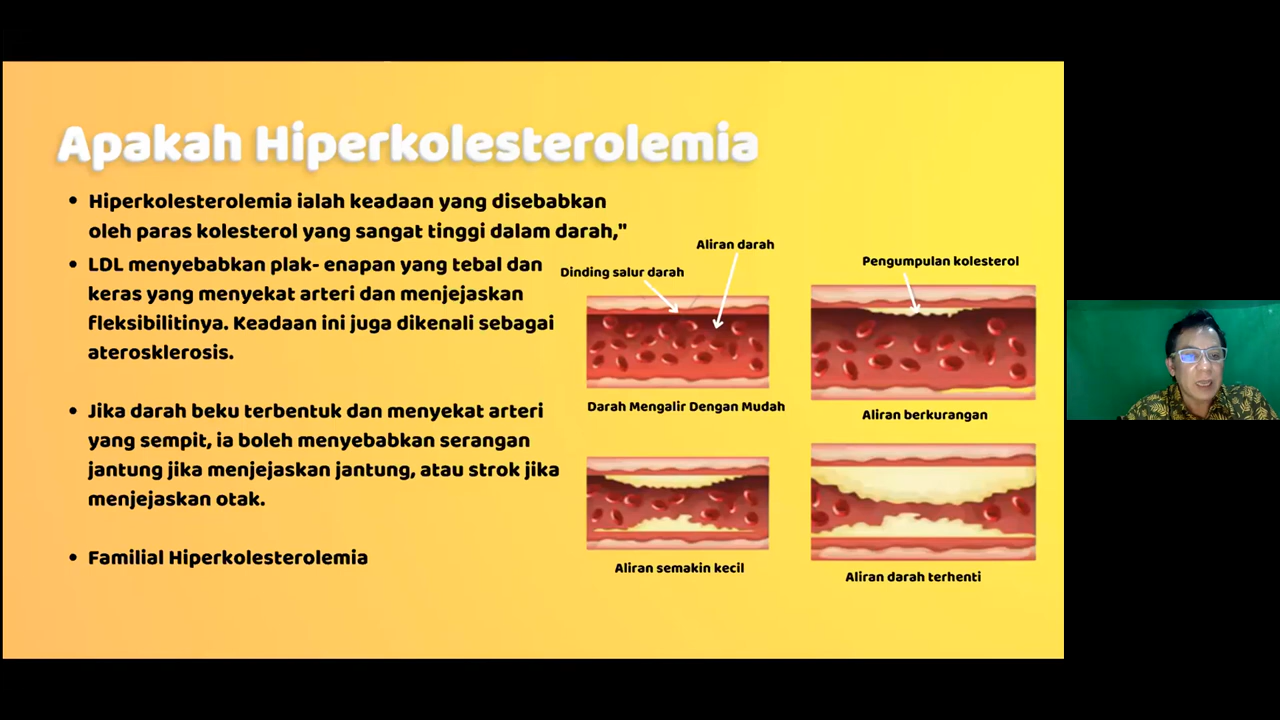 Apakah Hiperkolesterolemia
• Hiperkolesterolemia ialah keadaan yang disebabkan
oleh paras kolesterol yang sangat tinggi dalam darah,"
• LDL menyebabkan plak- enapan yang tebal dan
keras yang menyekat arteri dan menjejaskan
fleksibilitinya. Keadaan ini juga dikenali sebagai
aterosklerosis.
• Jika darah beku terbentuk dan menyekat arteri
yang sempit, ia boleh menyebabkan serangan
jantung jika menjejaskan jantung, atau strok jika
menjejaskan otak.
• Familial Hiperkolesterolemia
Aliran darah
Dinding salur darah
Darah Mengalir Dengan Mudah
Pengumpulan kolesterol
Aliran berkurangan
Aliran semakin kecil
Aliran darah terhenti